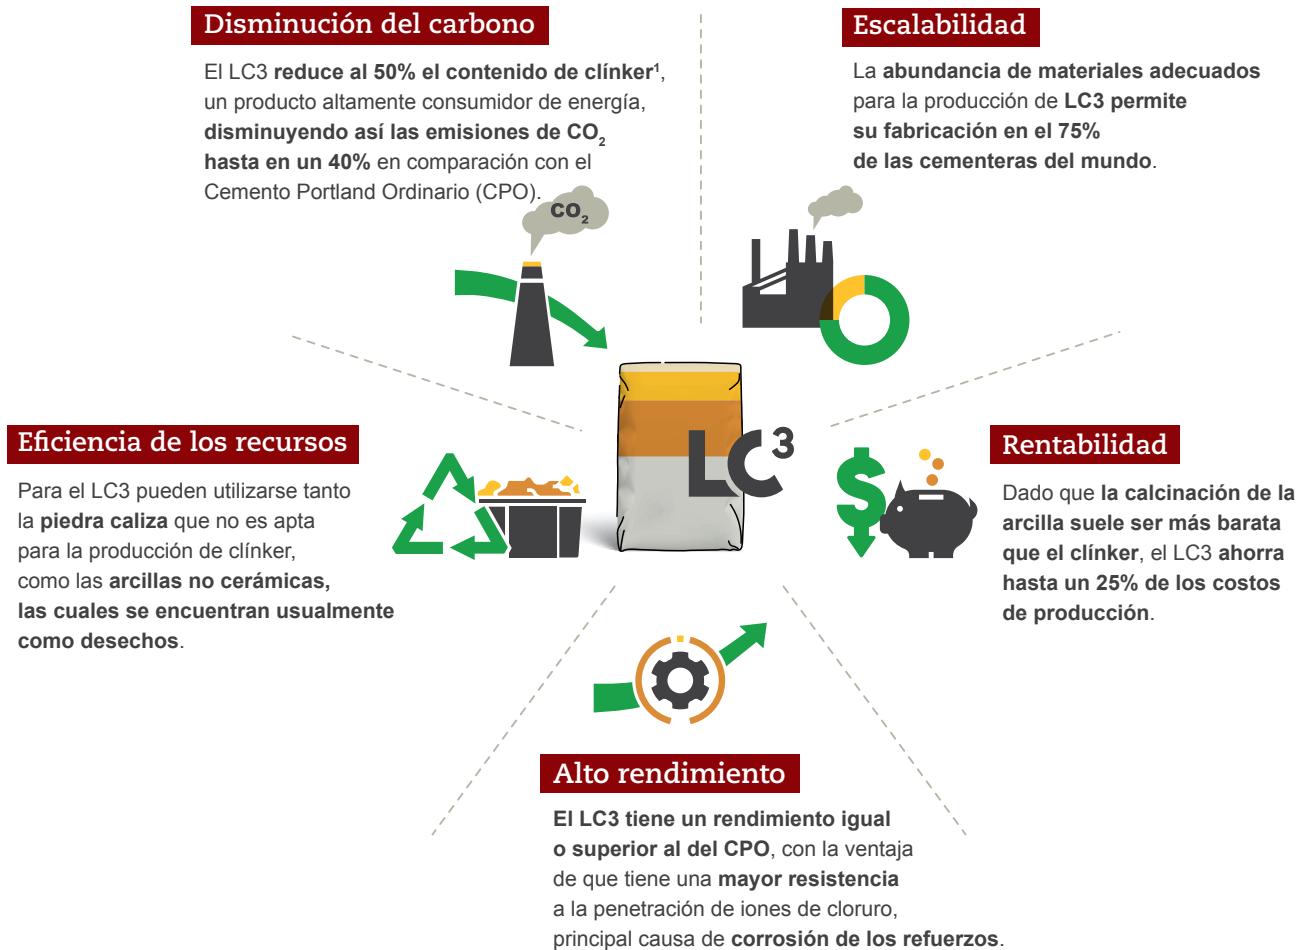 Disminución del carbono
El LC3 reduce al 50% el contenido de clínker¹,
un producto altamente consumidor de energía,
disminuyendo así las emisiones de CO₂
hasta en un 40% en comparación con el
Cemento Portland Ordinario (CPO).
CO₂
Escalabilidad
La abundancia de materiales adecuados
para la producción de LC3 permite
su fabricación en el 75%
de las cementeras del mundo.
Eficiencia de los recursos
Para el LC3 pueden utilizarse tanto
la piedra caliza que no es apta
para la producción de clínker,
como las arcillas no cerámicas,
las cuales se encuentran usualmente
como desechos.
LC³
$
Rentabilidad
Dado que la calcinación de la
arcilla suele ser más barata
que el clínker, el LC3 ahorra
hasta un 25% de los costos
de producción.
Alto rendimiento
El LC3 tiene un rendimiento igual
o superior al del CPO, con la ventaja
de que tiene una mayor resistencia
a la penetración de iones de cloruro,
principal causa de corrosión de los refuerzos.